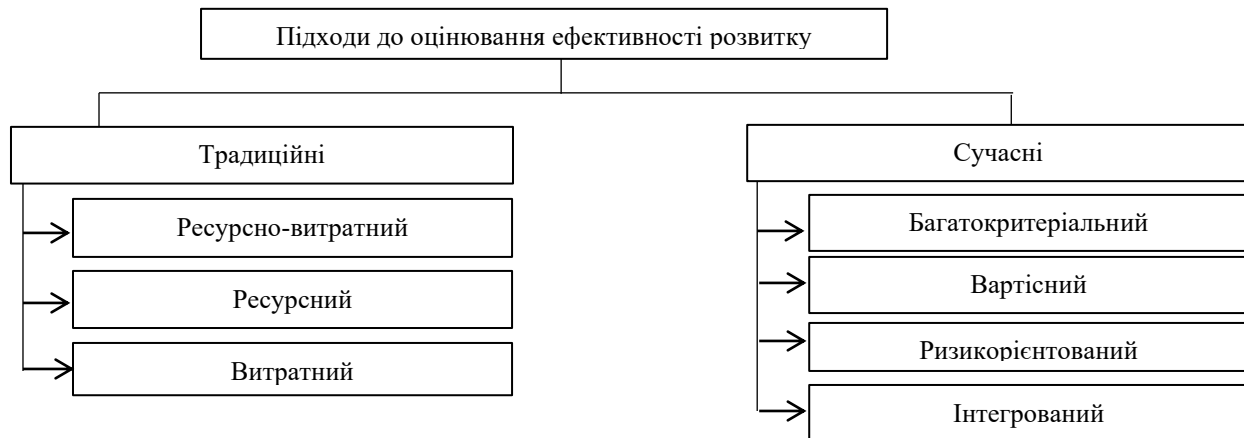 Підходи до оцінювання ефективності розвитку
Традиційні
Ресурсно-витратний
Ресурсний
Витратний
Сучасні
Багатокритеріальний
Вартісний
Ризикорієнтований
Інтегрований